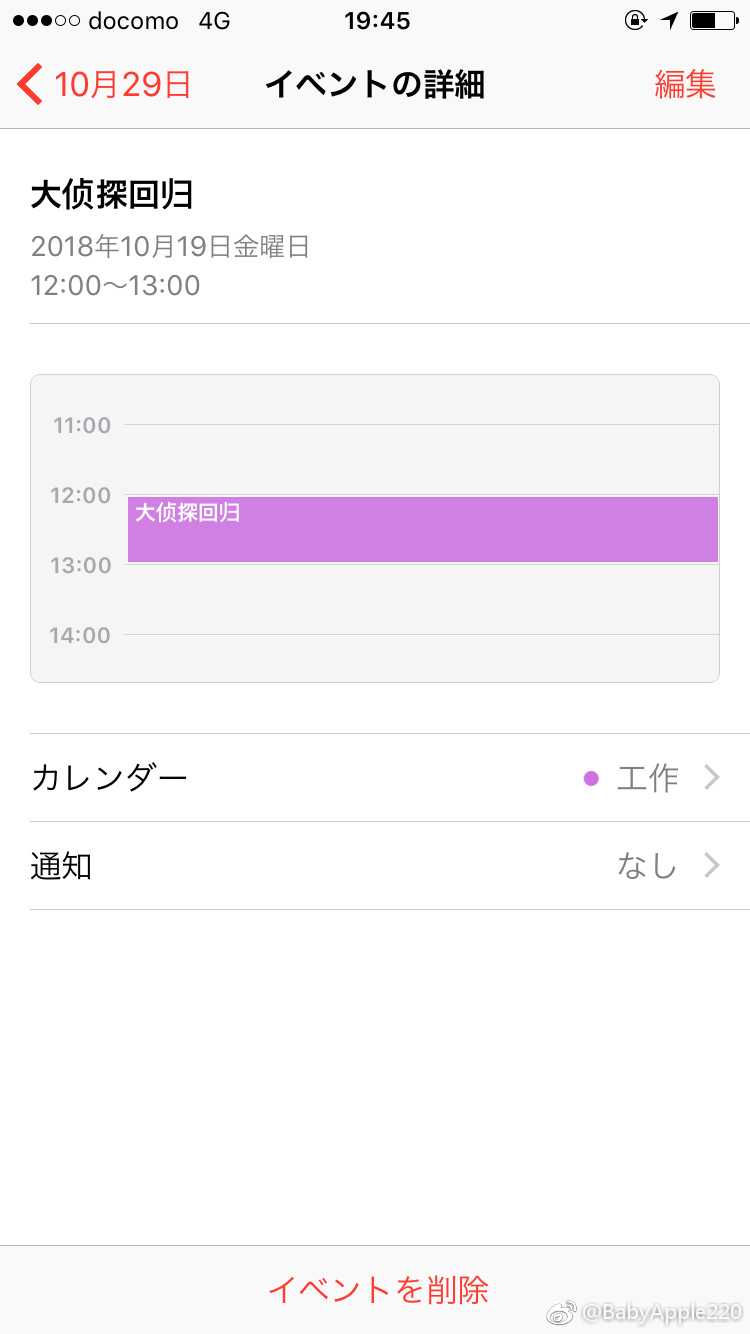 docomo 4G 19:45
10月29日 イベントの詳細 編集
大侦探回归
2018年10月19日金曜日
12:00〜13:00
11:00
12:00
大侦探回归
13:00
14:00
カレンダー 工作
通知 なし
イベントを削除
@BabyApple220